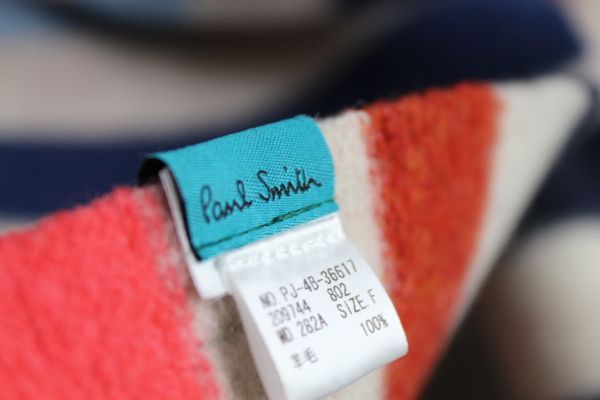 Paul Smith
NO. PJ-4B-36617
209744 802
MD. 282A SIZE. F
羊毛 100%